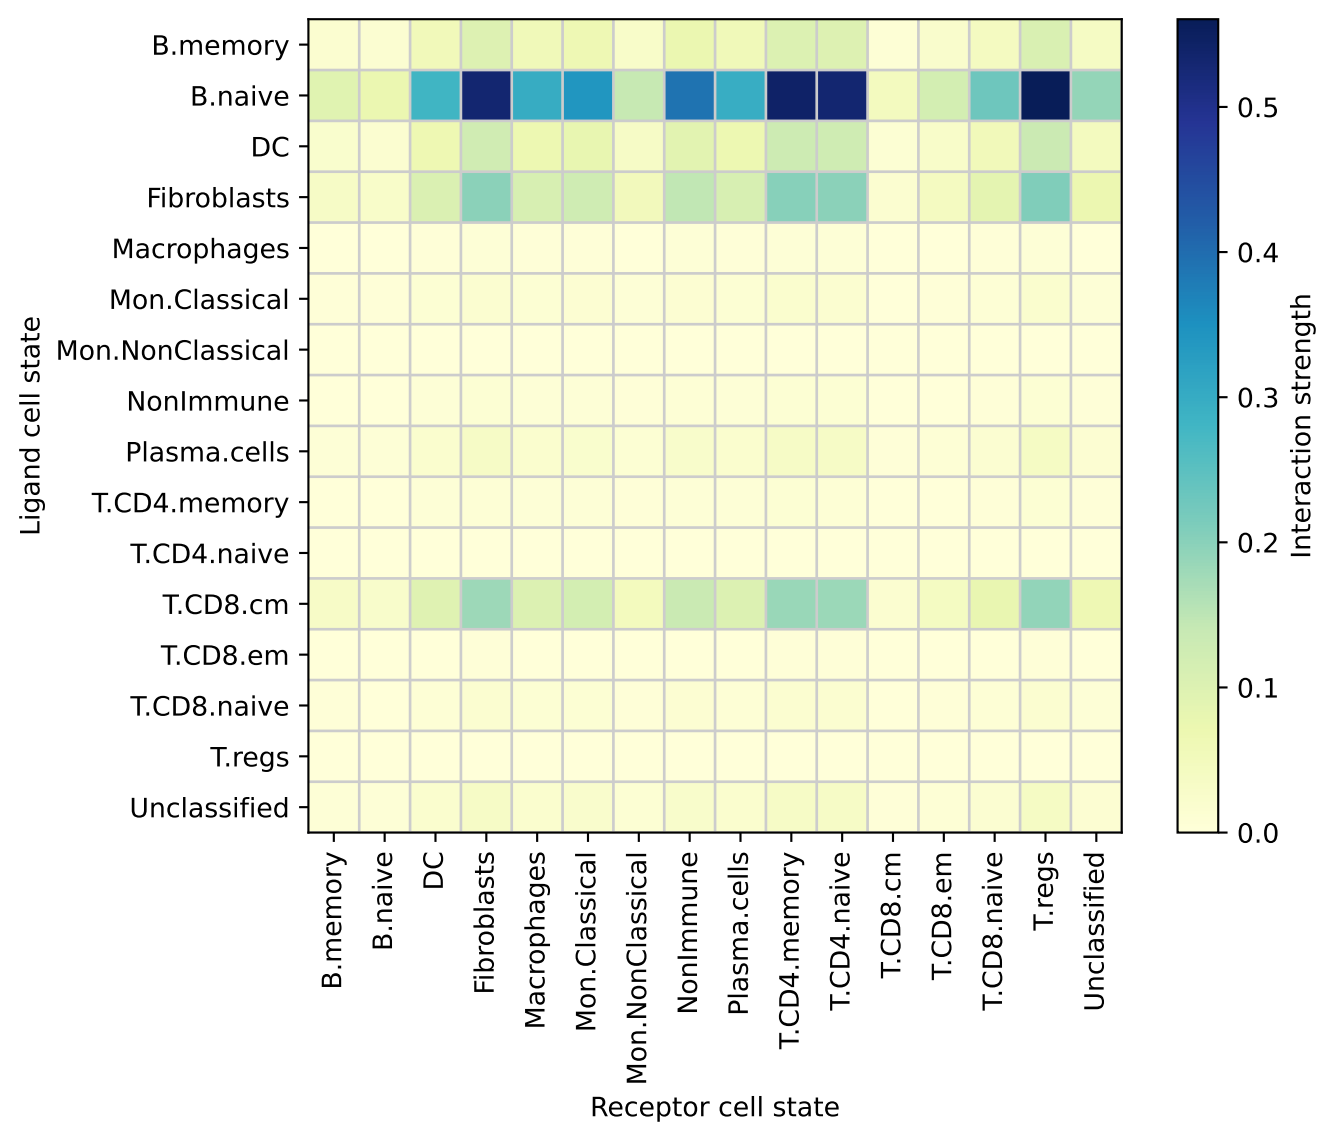 B.memory
B.naive
DC
Fibroblasts
Macrophages
Mon.Classical
Mon.NonClassical
NonImmune
Plasma.cells
T.CD4.memory
T.CD4.naive
T.CD8.cm
T.CD8.em
T.CD8.naive
T.regs
Unclassified
Ligand cell state
B.memory
B.naive
DC
Fibroblasts
Macrophages
Mon.Classical
Mon.NonClassical
NonImmune
Plasma.cells
T.CD4.memory
T.CD4.naive
T.CD8.cm
T.CD8.em
T.CD8.naive
T.regs
Unclassified
Receptor cell state
0.5
0.4
0.3
0.2
0.1
0.0
Interaction strength